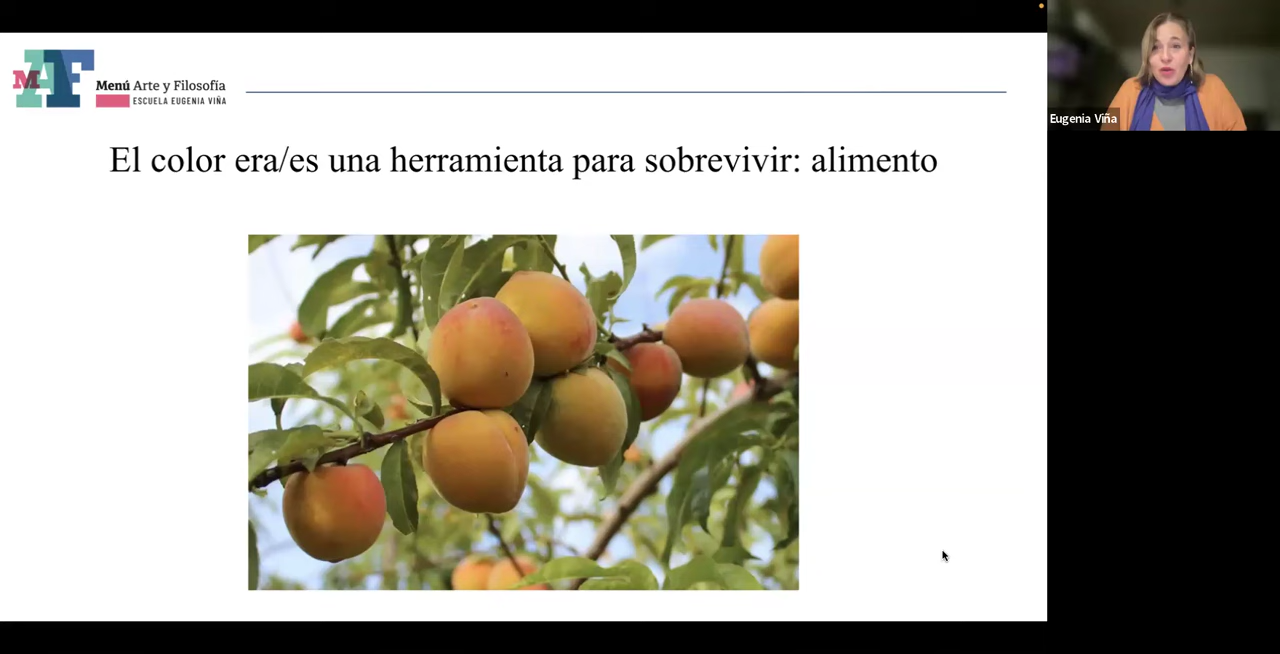 MAF
Menú Arte y Filosofía
ESCUELA EUGENIA VIÑA
El color era/es una herramienta para sobrevivir: alimento
Eugenia Viña